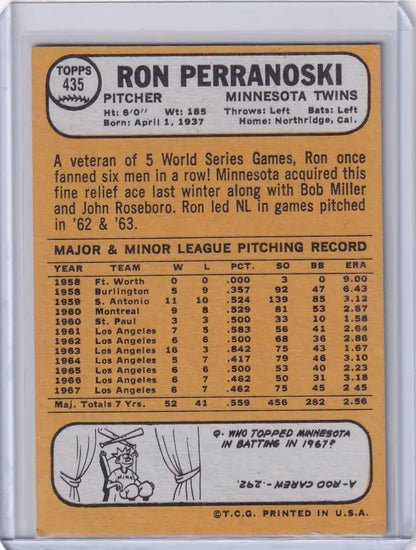 TOPPS
435
RON PERRANOSKI
PITCHER MINNESOTA TWINS
Ht: 6'0" Wt: 185 Throws: Left Bats: Left
Born: April 1, 1937 Home: Northridge, Cal.
A veteran of 5 World Series Games, Ron once
fanned six men in a row! Minnesota acquired this
fine relief ace last winter along with Bob Miller
and John Roseboro. Ron led NL in games pitched
in '62 & '63.
MAJOR & MINOR LEAGUE PITCHING RECORD
YEAR TEAM W L PCT. SO BB ERA
1958 Ft. Worth 0 0 .000 3 0 9.00
1958 Burlington 5 9 .357 92 47 6.43
1959 S. Antonio 11 10 .524 139 85 3.12
1960 Montreal 9 8 .529 81 53 2.87
1960 St. Paul 3 3 .500 33 10 1.58
1961 Los Angeles 7 5 .583 56 41 2.64
1962 Los Angeles 6 6 .500 68 36 2.86
1963 Los Angeles 16 3 .842 75 43 1.67
1964 Los Angeles 5 7 .417 79 46 3.10
1965 Los Angeles 6 6 .500 53 40 2.23
1966 Los Angeles 6 7 .462 50 31 3.18
1967 Los Angeles 6 7 .462 75 45 2.45
Maj. Totals 7 Yrs. 52 41 .559 456 282 2.56
Q. WHO TOPPED MINNESOTA
IN BATTING IN 1967?
A- ROD CAREW - .292.
MINN
©T.C.G. PRINTED IN U.S.A.